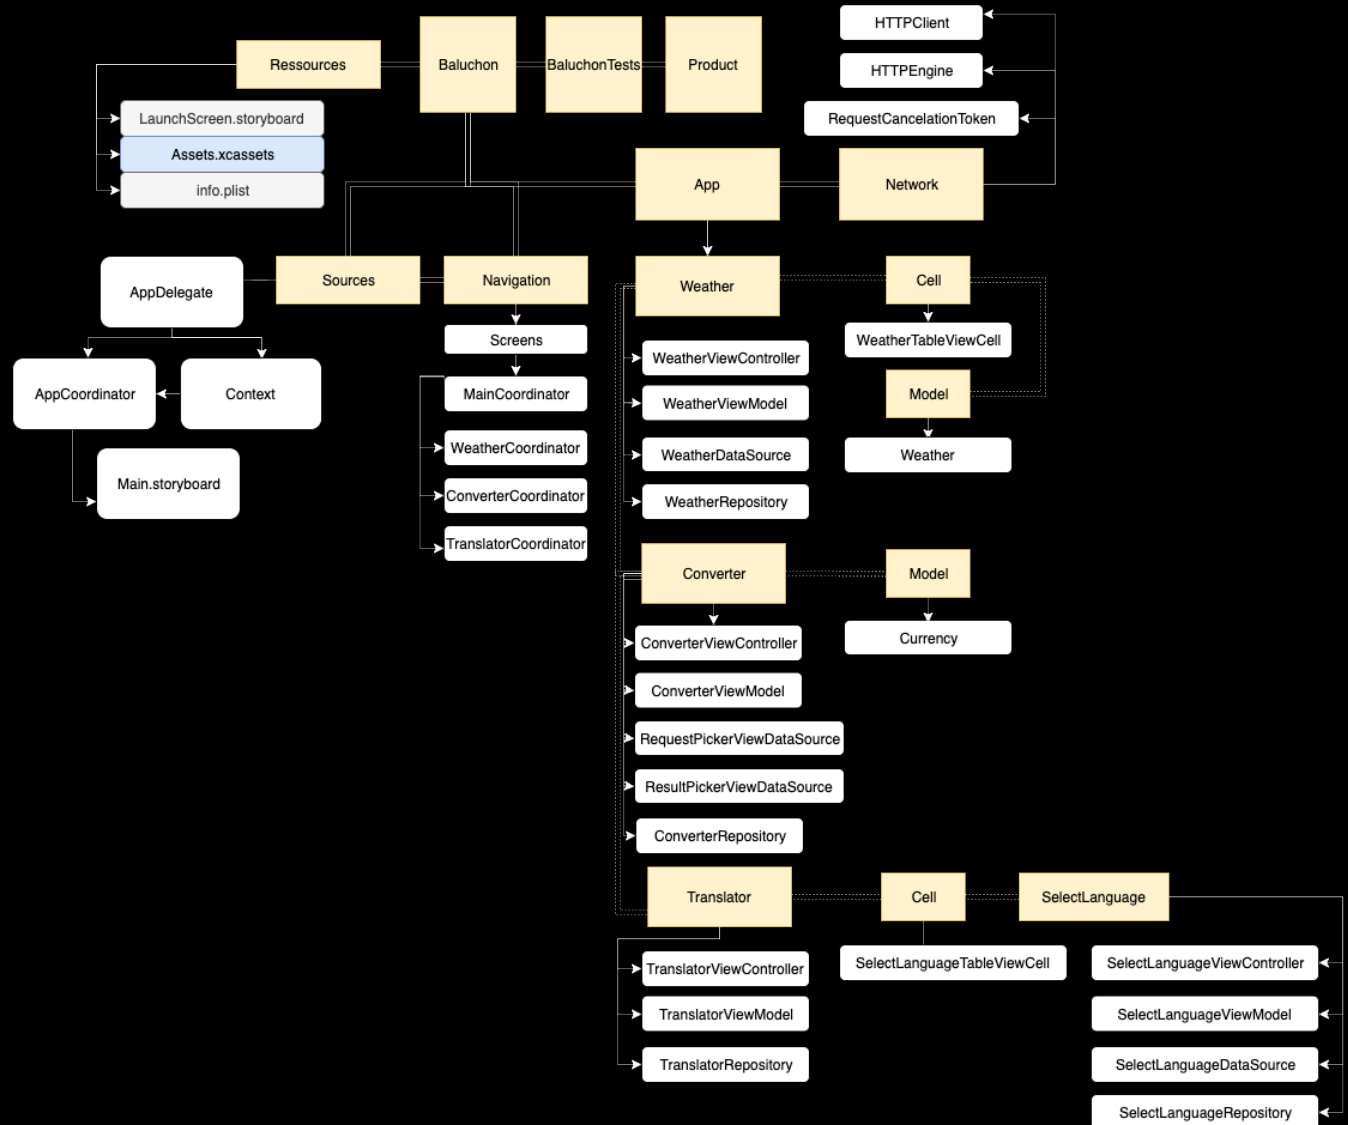 HTTPClient
Ressources
Baluchon
BaluchonTests
Product
HTTPEngine
LaunchScreen.storyboard
RequestCancelationToken
Assets.xcassets
info.plist
App
Network
AppDelegate
Sources
Navigation
Weather
Cell
Screens
WeatherViewController
WeatherTableViewCell
AppCoordinator
Context
MainCoordinator
WeatherViewModel
Model
WeatherCoordinator
WeatherDataSource
Weather
Main.storyboard
ConverterCoordinator
WeatherRepository
TranslatorCoordinator
Converter
Model
ConverterViewController
Currency
ConverterViewModel
RequestPickerViewDataSource
ResultPickerViewDataSource
ConverterRepository
Translator
Cell
SelectLanguage
TranslatorViewController
SelectLanguageTableViewCell
SelectLanguageViewController
TranslatorViewModel
SelectLanguageViewModel
TranslatorRepository
SelectLanguageDataSource
SelectLanguageRepository